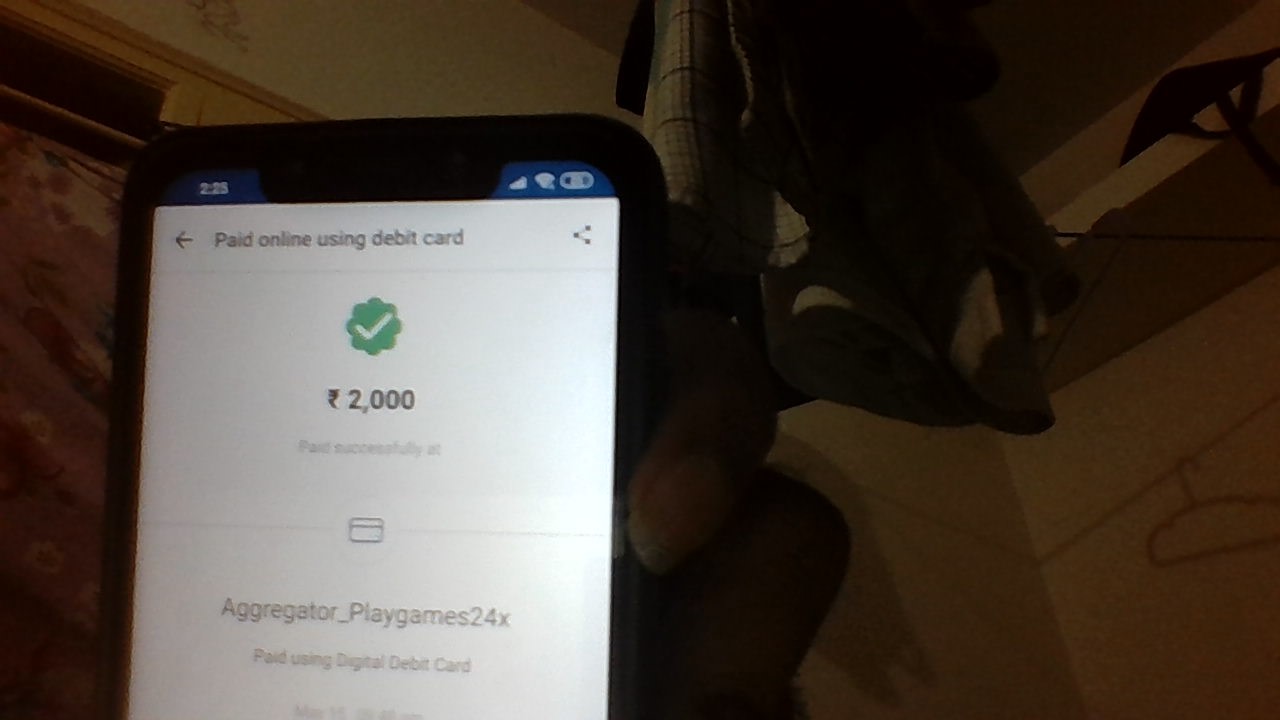 2:25
Paid online using debit card
₹ 2,000
Paid successfully at
Aggregator_Playgames24x
Paid using Digital Debit Card